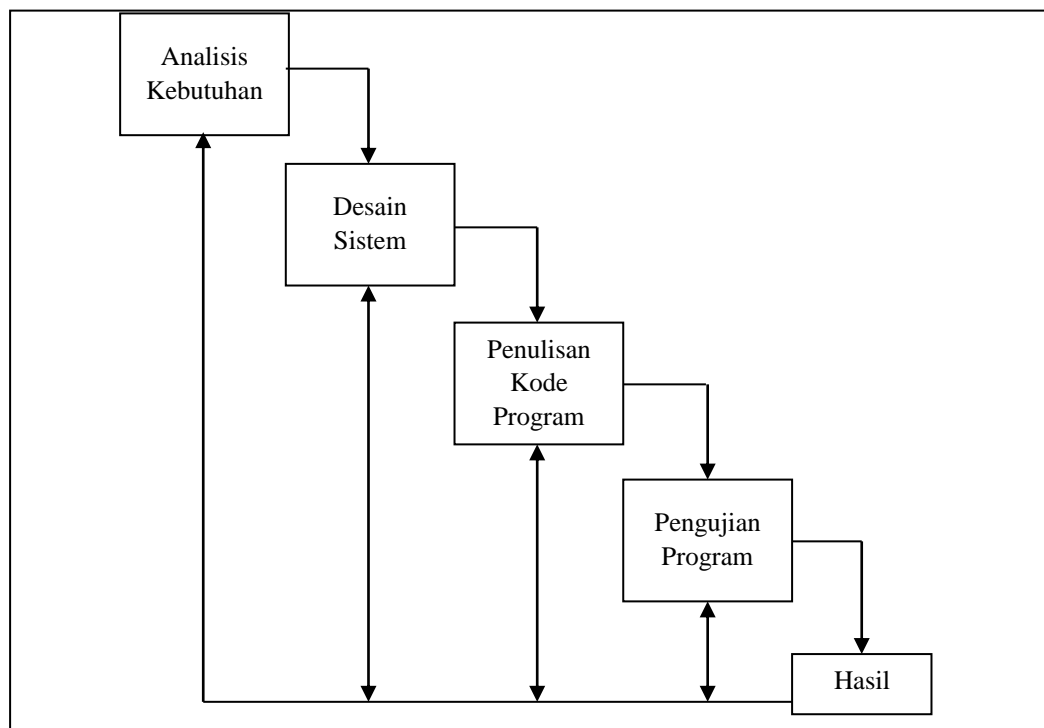 Analisis
Kebutuhan
Desain
Sistem
Penulisan
Kode
Program
Pengujian
Program
Hasil